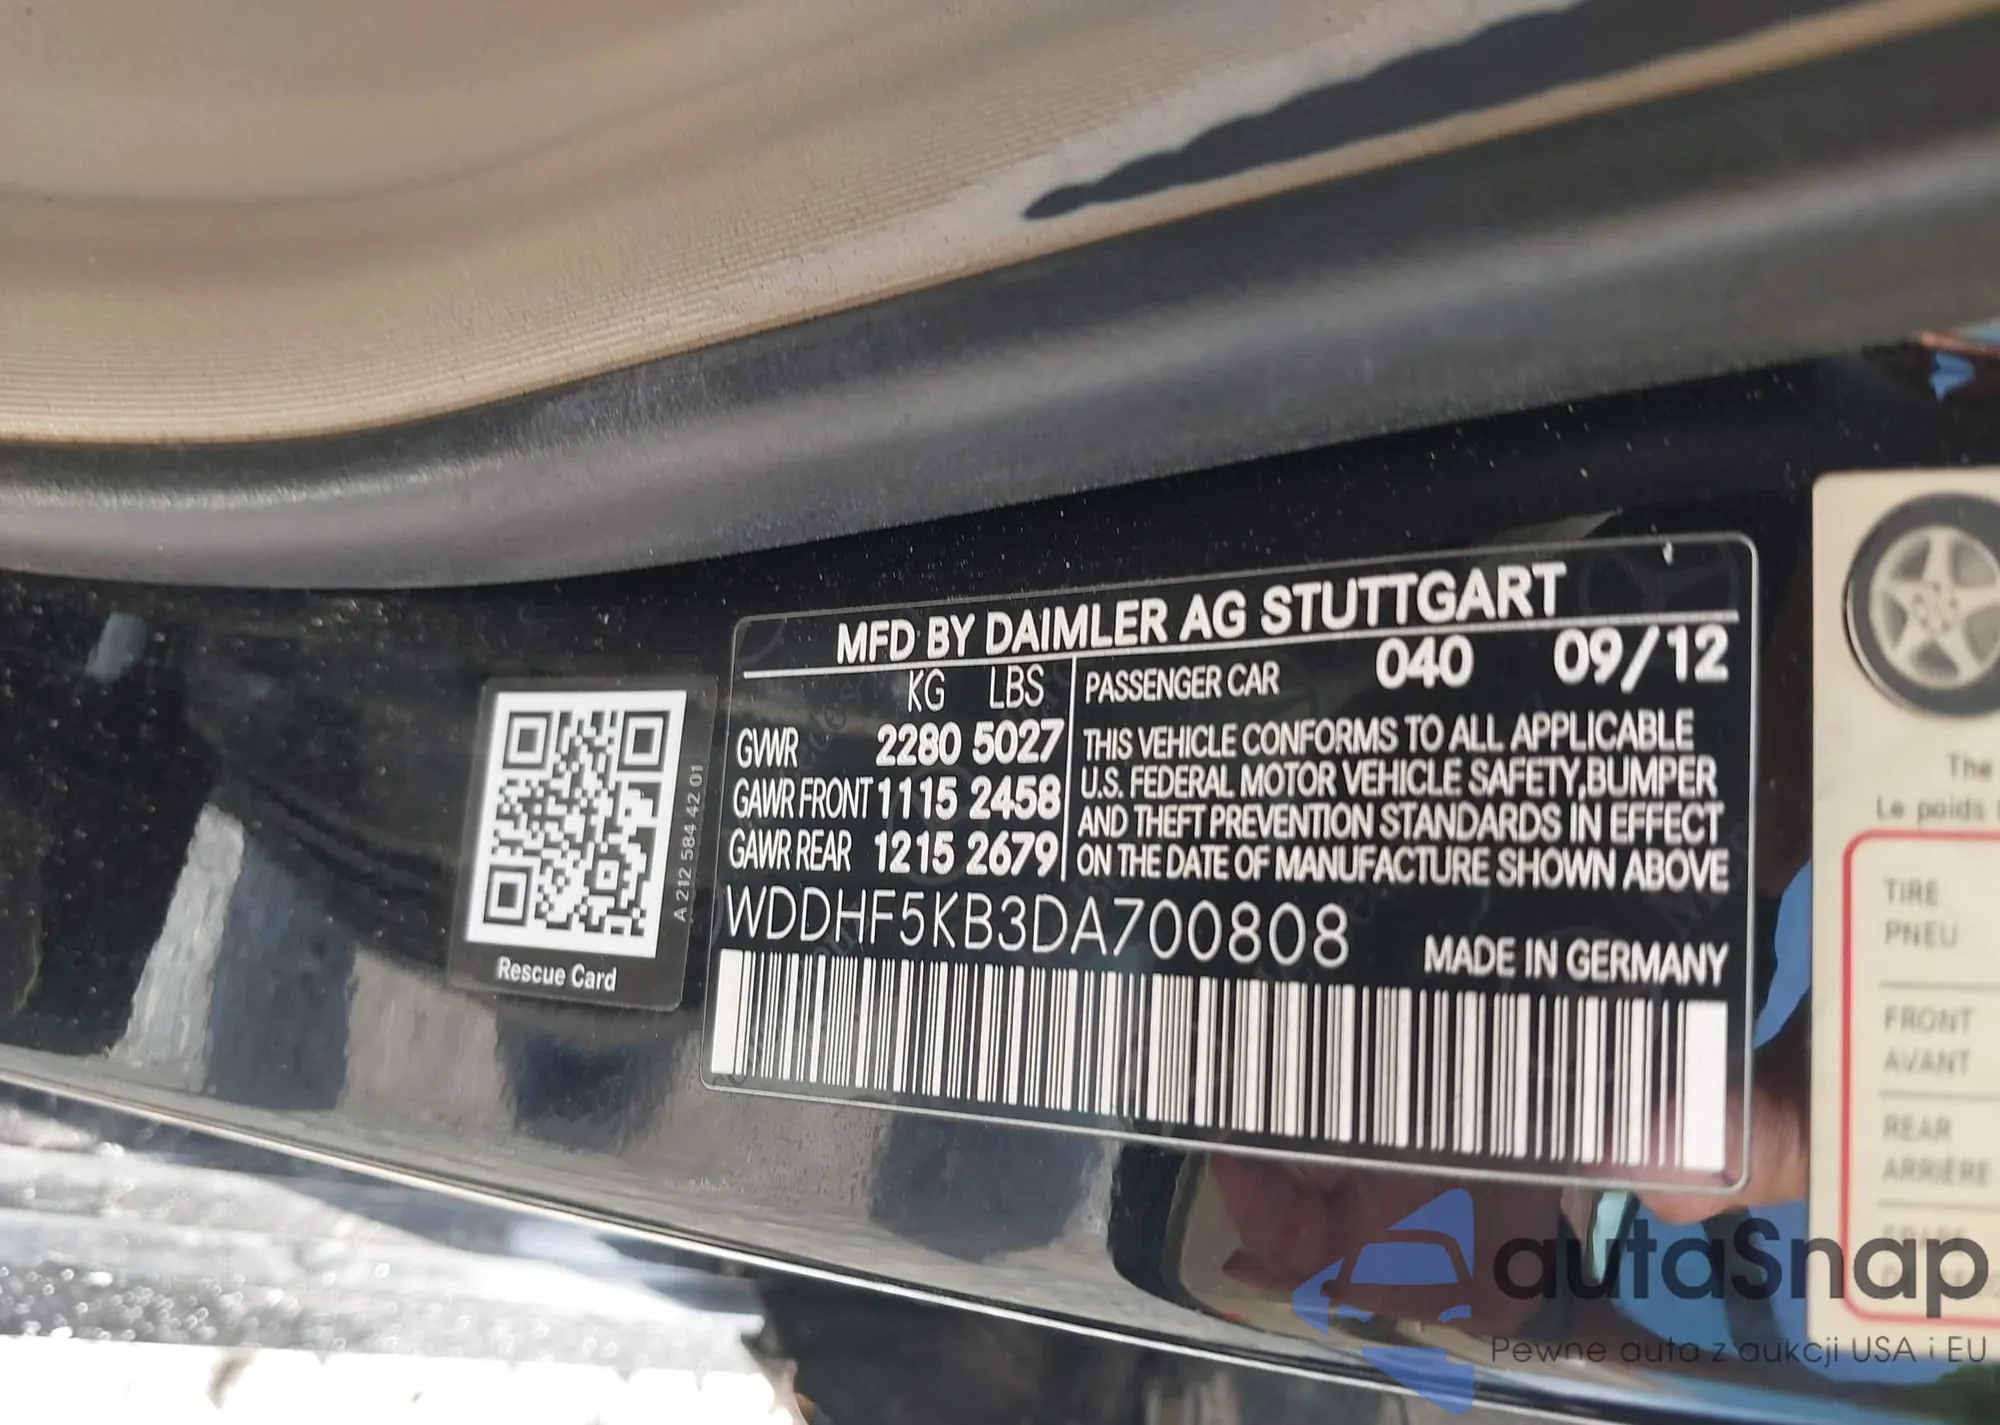 MFD BY DAIMLER AG STUTTGART
KG LBS
GVWR 2280 5027
GAWR FRONT 1115 2458
GAWR REAR 1215 2679
PASSENGER CAR 040 09/12
THIS VEHICLE CONFORMS TO ALL APPLICABLE
U.S. FEDERAL MOTOR VEHICLE SAFETY,BUMPER
AND THEFT PREVENTION STANDARDS IN EFFECT
ON THE DATE OF MANUFACTURE SHOWN ABOVE
WDDHF5KB3DA700808
MADE IN GERMANY
A 212 584 42 01
Rescue Card
The
Le poids
TIRE
PNEU
FRONT
AVANT
REAR
ARRIÈRE
autaSnap
Pewne auta z aukcji USA i EU